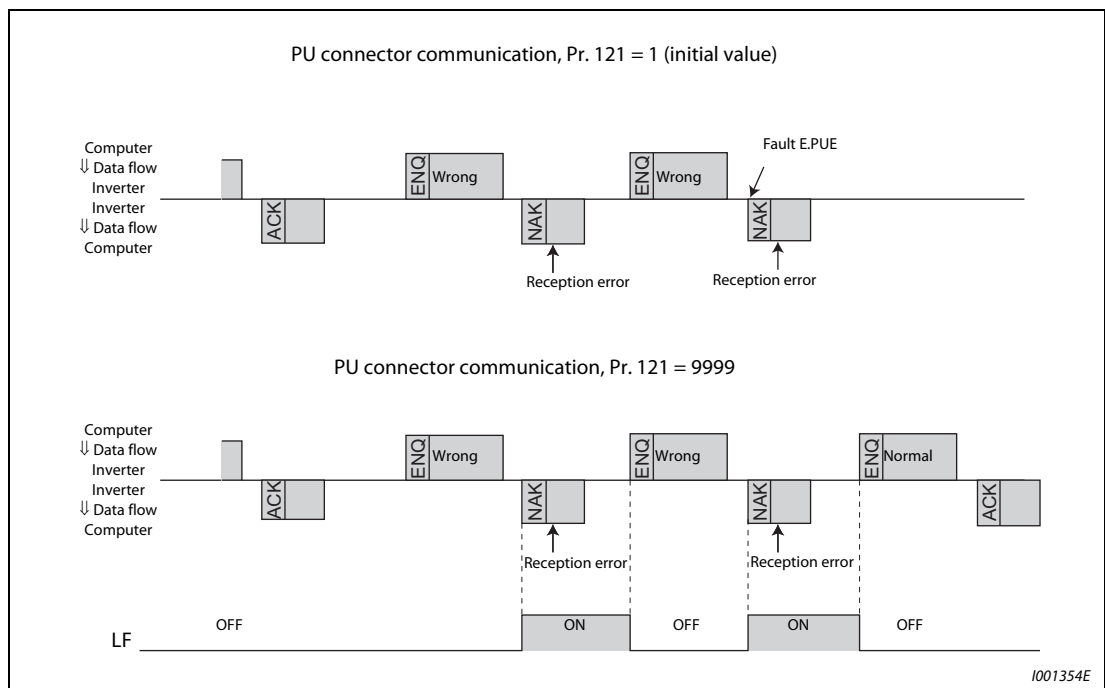 PU connector communication, Pr. 121 = 1 (initial value)
Computer
⇓ Data flow
Inverter
Inverter
⇓ Data flow
Computer
ACK
ENQ Wrong
NAK
Reception error
ENQ Wrong
Fault E.PUE
NAK
Reception error
PU connector communication, Pr. 121 = 9999
Computer
⇓ Data flow
Inverter
Inverter
⇓ Data flow
Computer
ACK
ENQ Wrong
NAK
Reception error
ENQ Wrong
NAK
Reception error
ENQ Normal
ACK
LF
OFF
ON
OFF
ON
OFF
I001354E